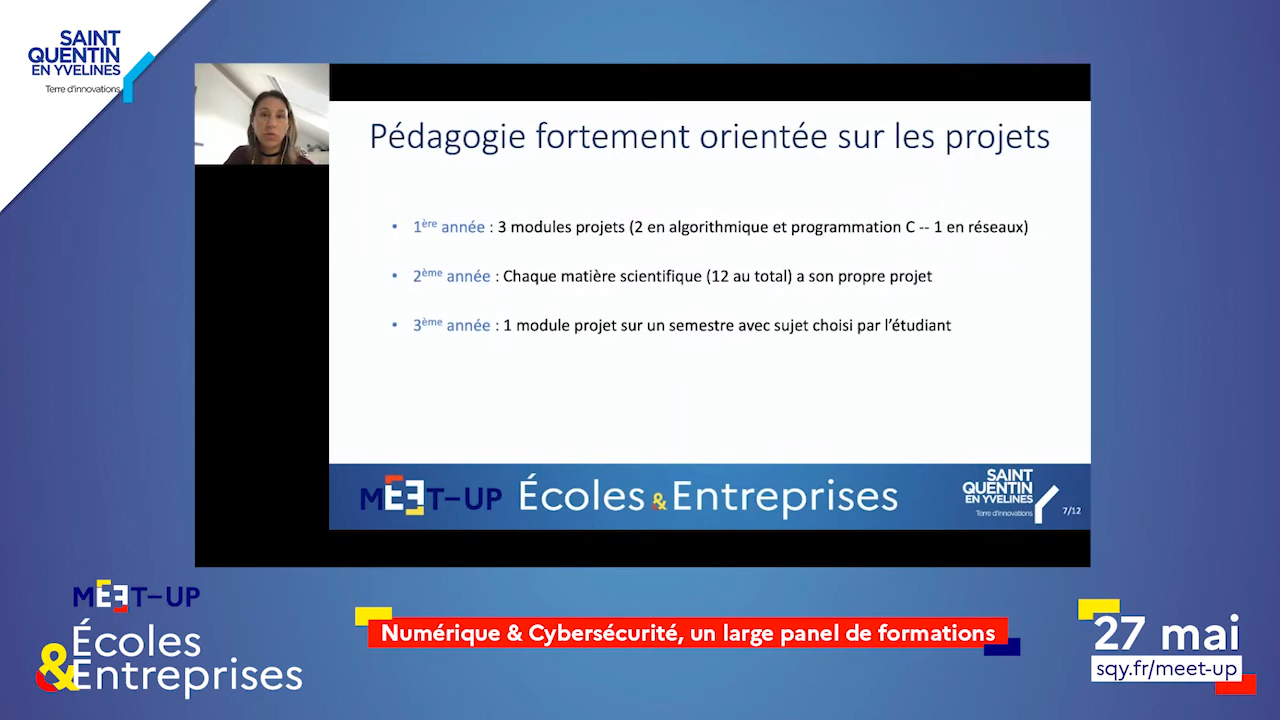 SAINT
QUENTIN
EN YVELINES
Terre d'innovations
Pédagogie fortement orientée sur les projets
• 1ère année : 3 modules projets (2 en algorithmique et programmation C -- 1 en réseaux)
• 2ème année : Chaque matière scientifique (12 au total) a son propre projet
• 3ème année : 1 module projet sur un semestre avec sujet choisi par l'étudiant
MEET-UP Écoles & Entreprises
SAINT
QUENTIN
EN YVELINES
Terre d'innovations
7/12
MEET-UP
Écoles
&Entreprises
Numérique & Cybersécurité, un large panel de formations
27 mai
sqy.fr/meet-up